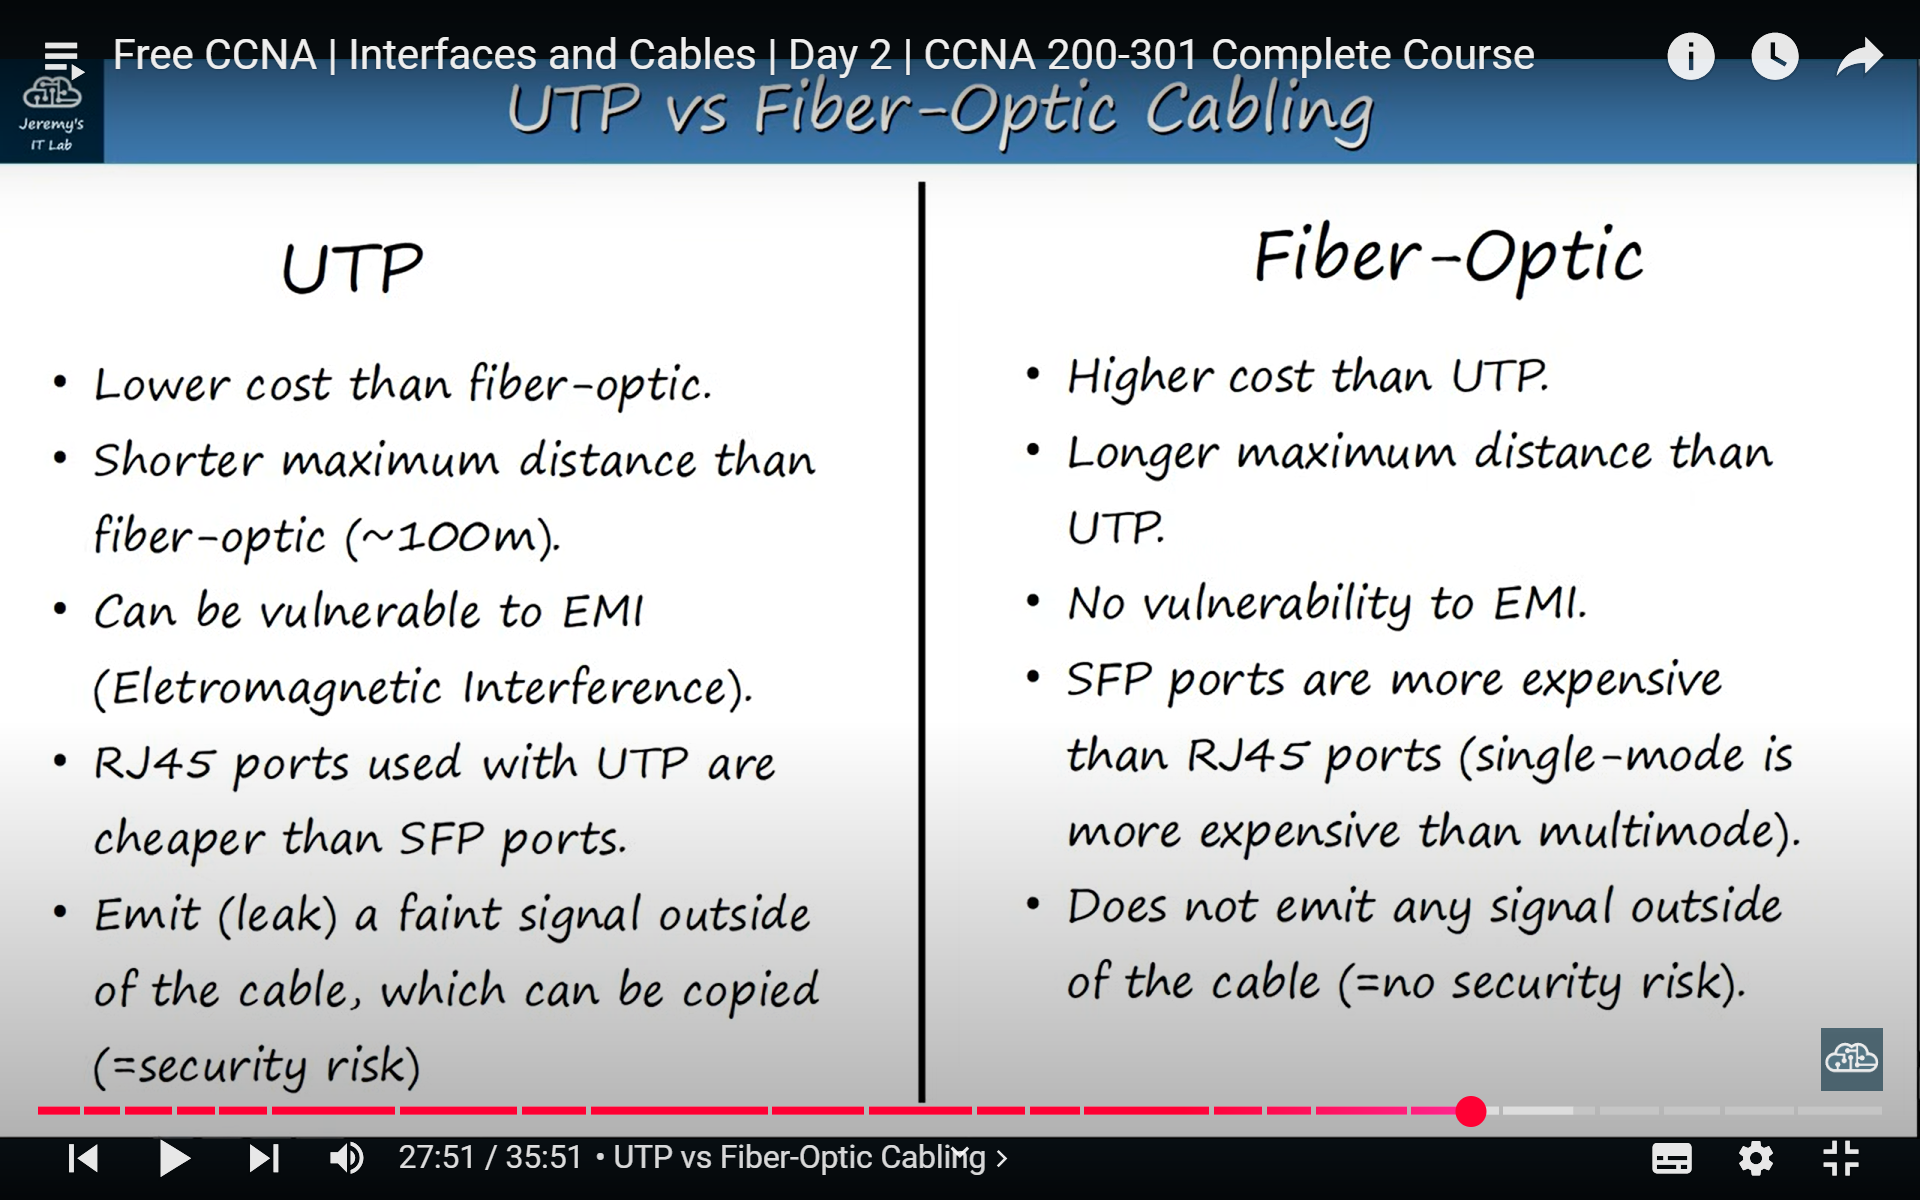 Free CCNA | Interfaces and Cables | Day 2 | CCNA 200-301 Complete Course
Jeremy's
IT Lab
UTP vs Fiber-Optic Cabling
UTP
• Lower cost than fiber-optic.
• Shorter maximum distance than
fiber-optic (~100m).
• Can be vulnerable to EMI
(Eletromagnetic Interference).
• RJ45 ports used with UTP are
cheaper than SFP ports.
• Emit (leak) a faint signal outside
of the cable, which can be copied
(=security risk)
Fiber-Optic
• Higher cost than UTP.
• Longer maximum distance than
UTP.
• No vulnerability to EMI.
• SFP ports are more expensive
than RJ45 ports (single-mode is
more expensive than multimode).
• Does not emit any signal outside
of the cable (=no security risk).
27:51 / 35:51 • UTP vs Fiber-Optic Cabling >